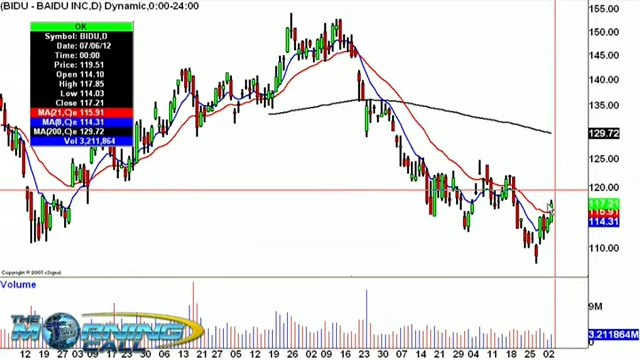 (BIDU - BAIDU INC,D) Dynamic,0:00-24:00
OK
Symbol: BIDU,D
Date: 07/06/12
Time: 00:00
Price: 119.51
Open 114.10
High 117.85
Low 114.03
Close 117.21
MA(21,C)e 115.91
MA(8,C)e 114.31
MA(200,C)e 129.72
Vol 3,211,864
155.00
150.00
145.00
140.00
135.00
129.72
125.00
120.00
117.21
115.91
114.31
110.00
Copyright © 2007 eSignal.
Volume
9M
3.211864M
0
THE
MORNING
CALL
12 19 27 03 09 17 23 30 06 13 21 27 05 12 19 26 02 09 16 23 30 07 14 21 29 04 11 18 25 02